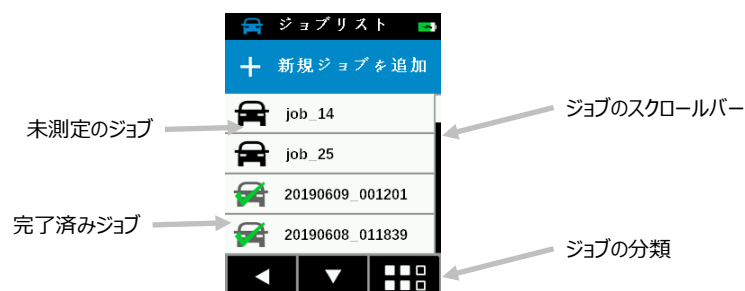 ジョブリスト
新規ジョブを追加
job_14
job_25
20190609_001201
20190608_011839
未測定のジョブ
完了済みジョブ
ジョブのスクロールバー
ジョブの分類